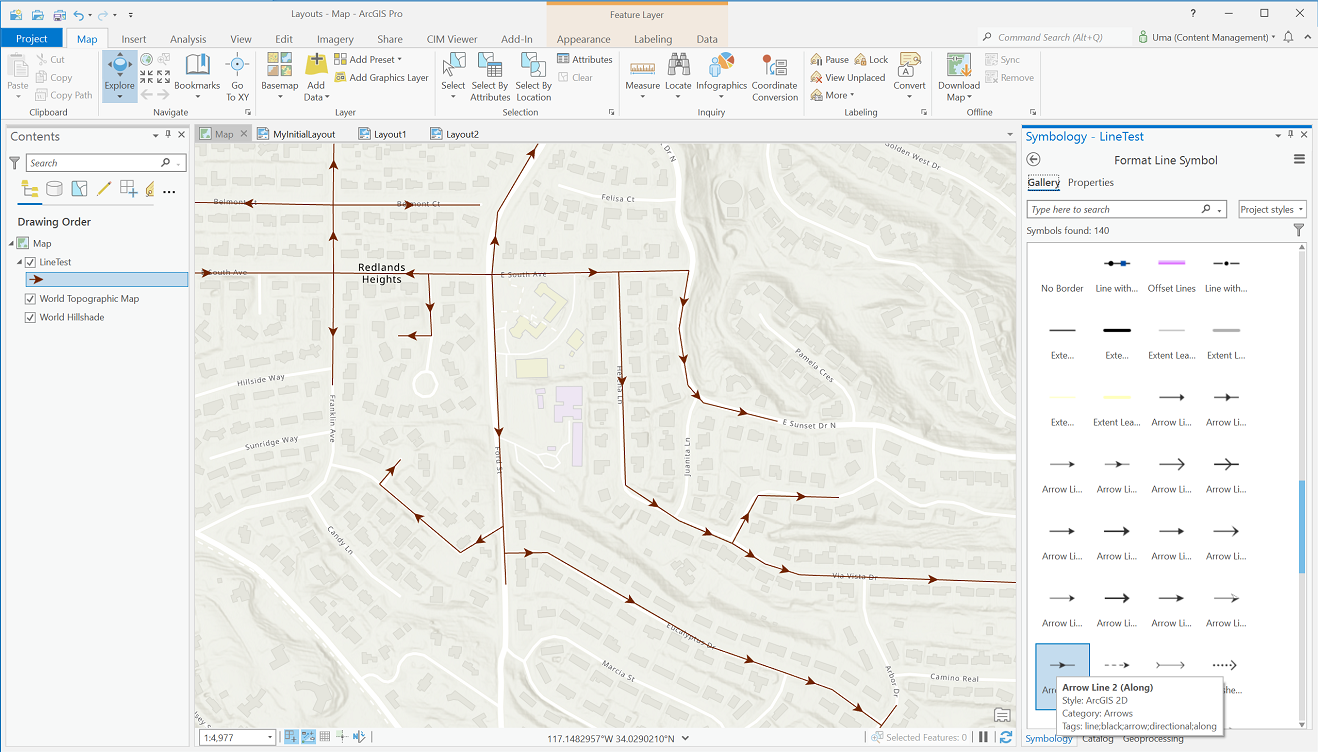 Layouts - Map - ArcGIS Pro
Feature Layer
?
Project Map Insert Analysis View Edit Imagery Share CIM Viewer Add-In Appearance Labeling Data
Command Search (Alt+Q)
Uma (Content Management)
Paste
Cut
Copy
Copy Path
Clipboard
Explore
Bookmarks
Go To XY
Navigate
Basemap
Add Data
Add Preset
Add Graphics Layer
Layer
Select
Select By Attributes
Select By Location
Attributes
Clear
Selection
Measure
Locate
Infographics
Coordinate Conversion
Inquiry
Pause
Lock
View Unplaced
More
Convert
Labeling
Download Map
Sync
Remove
Offline
Contents
Search
Drawing Order
Map
LineTest
World Topographic Map
World Hillshade
Map
MyInitialLayout
Layout1
Layout2
Dr N
Golden West Dr
Belmont Ct
Belmont Ct
Felisa Ct
South Ave
Redlands
Heights
E South Ave
Pamela Cres
Hillside Way
Franklin Ave
Sunridge Way
Helena Ln
Juanita Ln
E Sunset Dr N
Ford St
Candy Ln
Via Vista Dr
Eucalyptus Dr
Marcia St
Arbor Dr
Camino Real
sey St
1:4,977
117.1482957°W 34.0290210°N
Selected Features: 0
Symbology - LineTest
Format Line Symbol
Gallery Properties
Type here to search
Project styles
Symbols found: 140
No Border Line with... Offset Lines Line with...
Exte... Exte... Extent Lea... Extent L...
Exte... Extent Lea... Arrow Li... Arrow Li...
Arrow Li... Arrow Li... Arrow Li... Arrow Li...
Arrow Li... Arrow Li... Arrow Li... Arrow Li...
Arrow Li... Arrow Li... Arrow Li... Arrow Li...
Arrow Line 2 (Along)
Style: ArcGIS 2D
Category: Arrows
Tags: line;black;arrow;directional;along
Symbology Catalog Geoprocessing